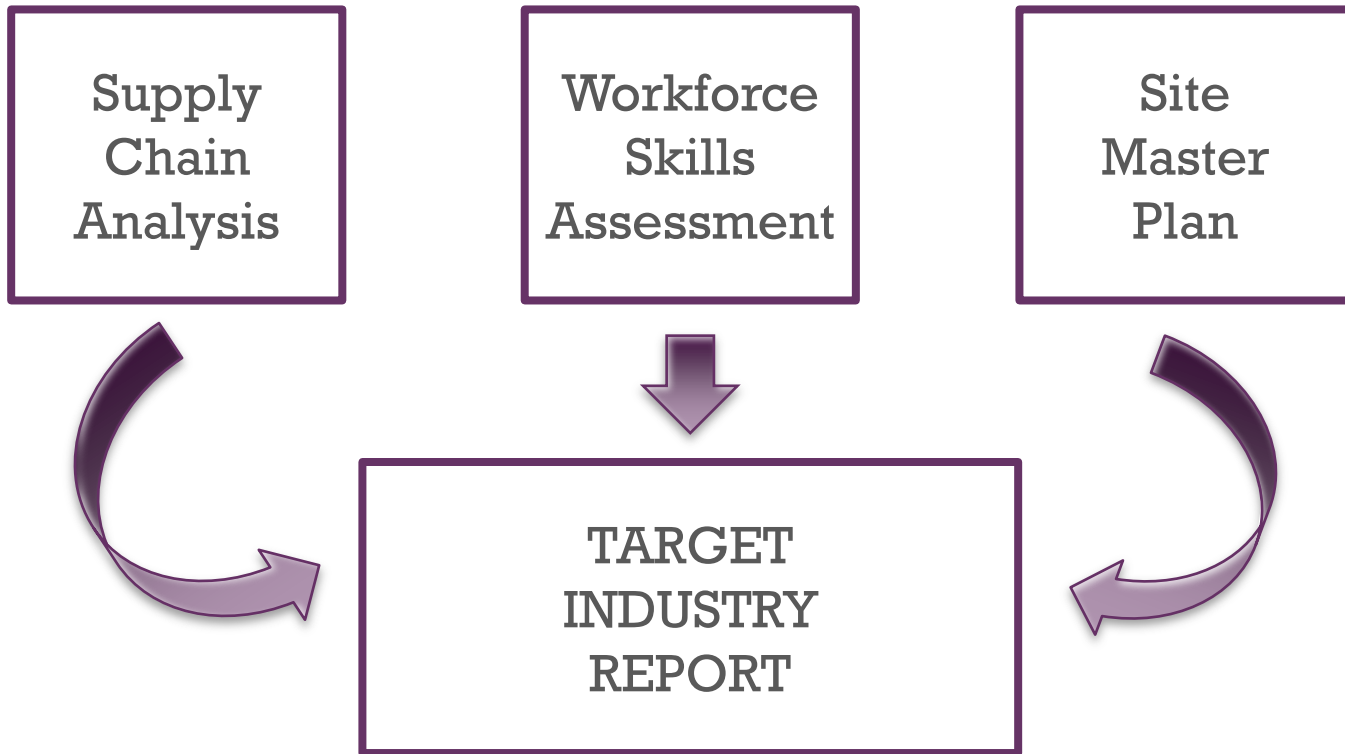 Supply
Chain
Analysis
Workforce
Skills
Assessment
Site
Master
Plan
TARGET
INDUSTRY
REPORT